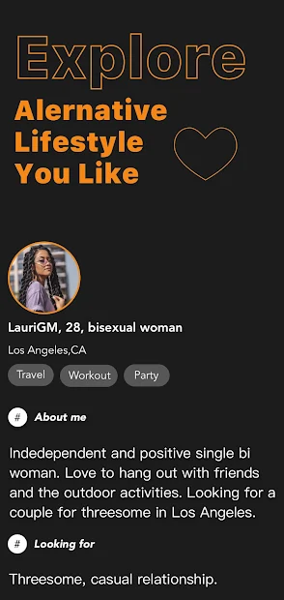 Explore
Alernative
Lifestyle
You Like
LauriGM, 28, bisexual woman
Los Angeles,CA
Travel Workout Party
# About me
Indedependent and positive single bi
woman. Love to hang out with friends
and the outdoor activities. Looking for a
couple for threesome in Los Angeles.
# Looking for
Threesome, casual relationship.